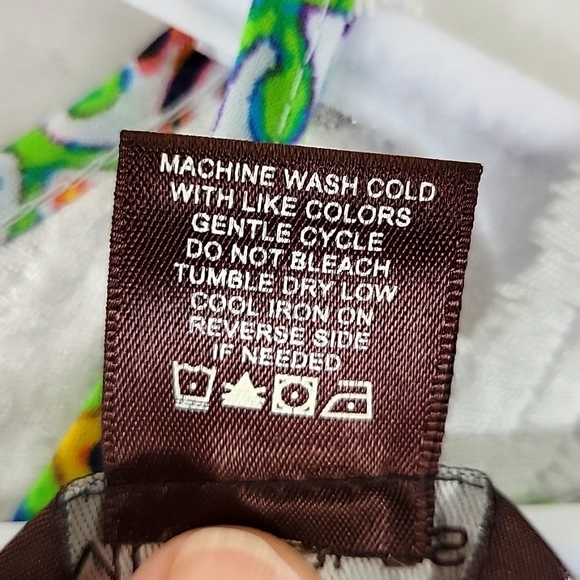 MACHINE WASH COLD
WITH LIKE COLORS
GENTLE CYCLE
DO NOT BLEACH
TUMBLE DRY LOW
COOL IRON ON
REVERSE SIDE
IF NEEDED